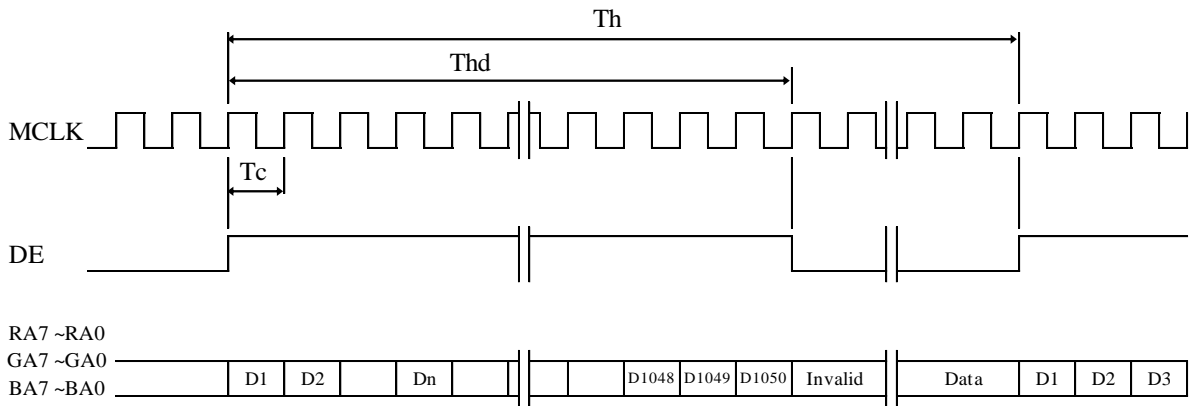 Th
Thd
MCLK
Tc
DE
RA7 ~RA0
GA7 ~GA0
BA7 ~BA0
D1 D2 Dn D1048 D1049 D1050 Invalid Data D1 D2 D3